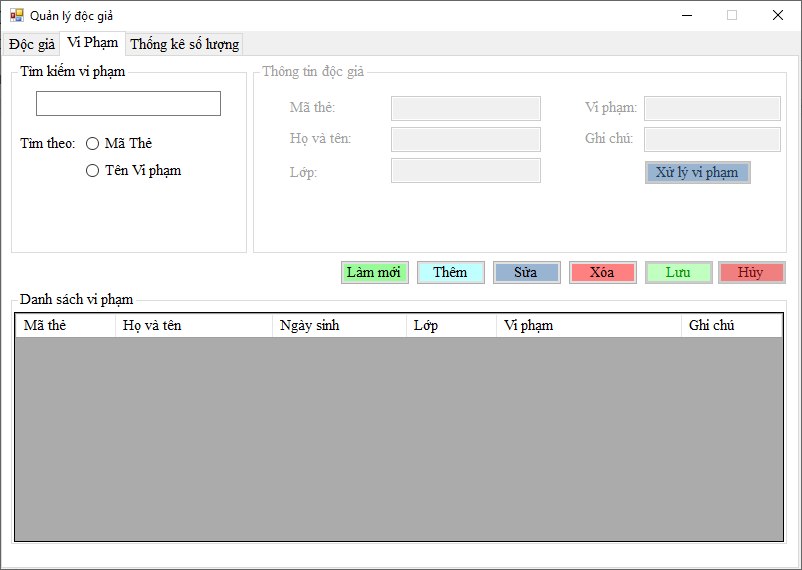 Quản lý độc giả
Độc giả Vi Phạm Thống kê số lượng
Tìm kiếm vi phạm
Tìm theo: Mã Thẻ
Tên Vi phạm
Thông tin độc giả
Mã thẻ: Vi phạm:
Họ và tên: Ghi chú:
Lớp: Xử lý vi phạm
Làm mới Thêm Sửa Xóa Lưu Hủy
Danh sách vi phạm
Mã thẻ Họ và tên Ngày sinh Lớp Vi phạm Ghi chú